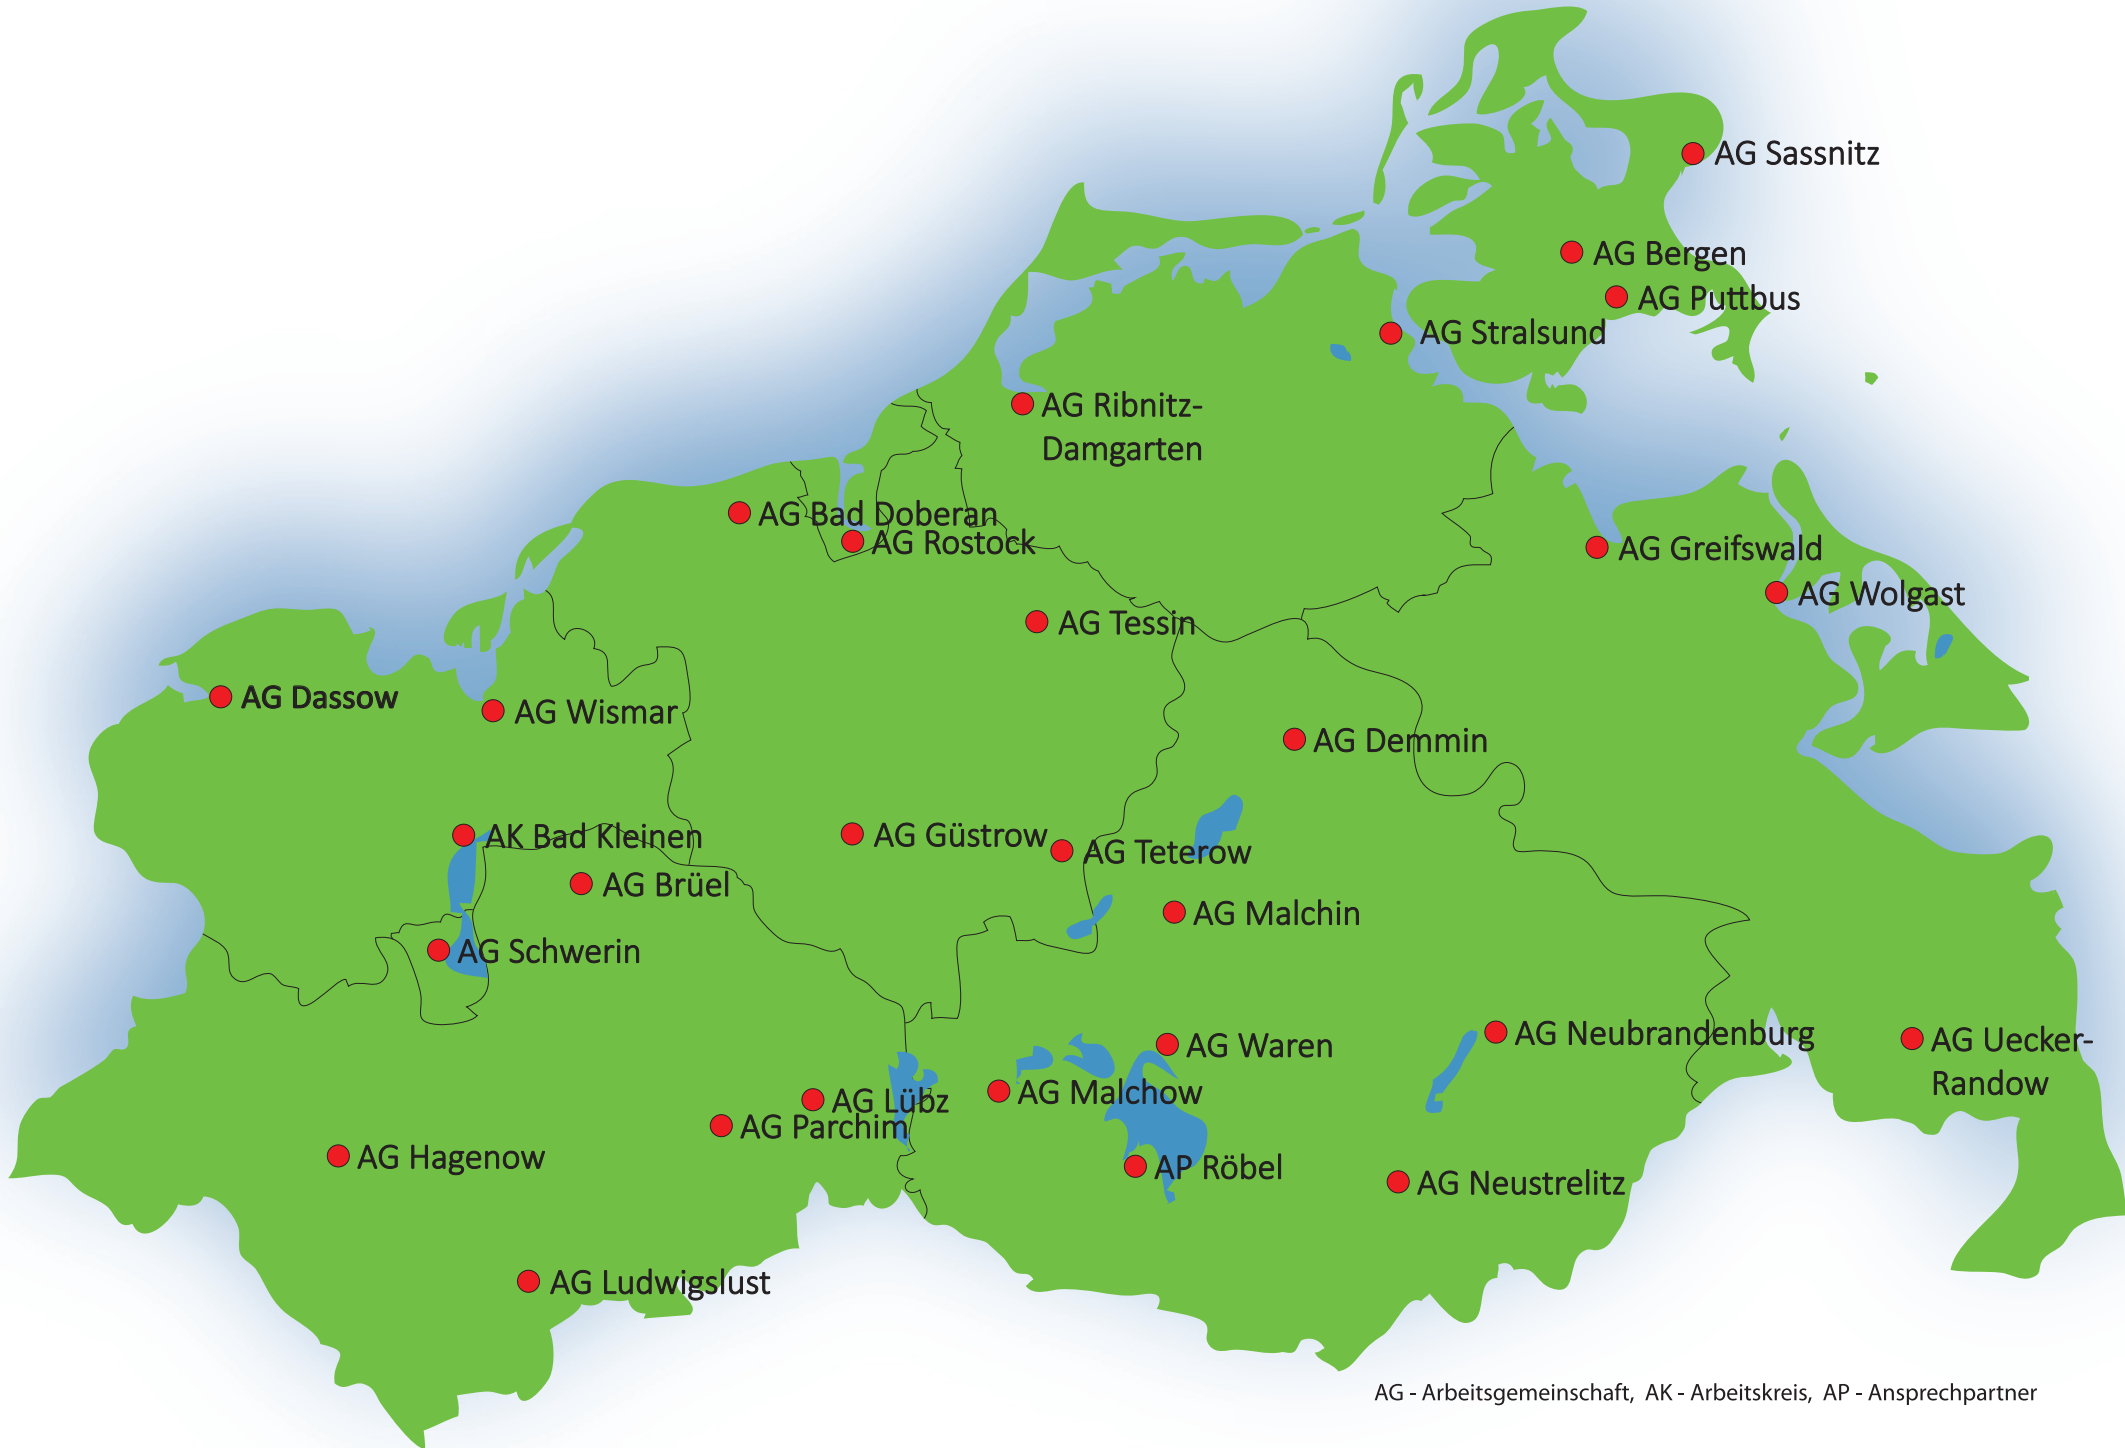 AG Sassnitz
AG Bergen
AG Puttbus
AG Stralsund
AG Ribnitz-
Damgarten
AG Bad Doberan
AG Rostock
AG Greifswald
AG Wolgast
AG Tessin
AG Dassow
AG Wismar
AG Demmin
AK Bad Kleinen
AG Güstrow
AG Teterow
AG Brüel
AG Malchin
AG Schwerin
AG Neubrandenburg
AG Uecker-
Randow
AG Waren
AG Malchow
AG Lübz
AG Parchim
AG Hagenow
AP Röbel
AG Neustrelitz
AG Ludwigslust
AG - Arbeitsgemeinschaft, AK - Arbeitskreis, AP - Ansprechpartner